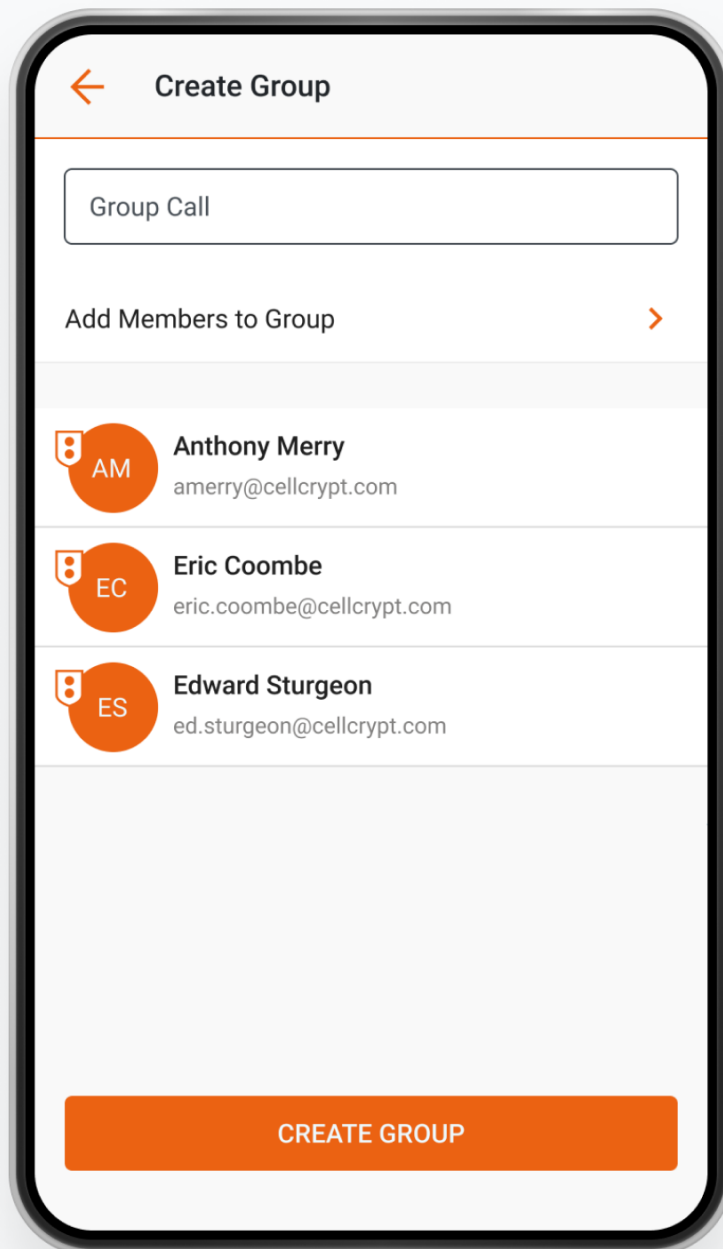 Create Group
Group Call
Add Members to Group
AM
Anthony Merry
amerry@cellcrypt.com
EC
Eric Coombe
eric.coombe@cellcrypt.com
ES
Edward Sturgeon
ed.sturgeon@cellcrypt.com
CREATE GROUP